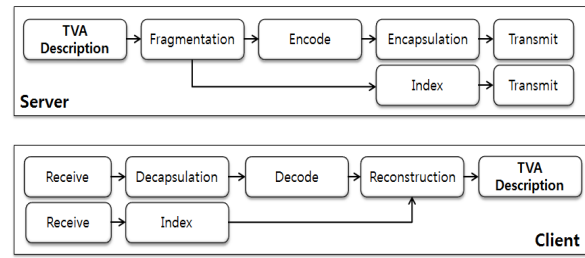 TVA
Description
Fragmentation
Encode
Encapsulation
Transmit
Index
Transmit
Server
Receive
Decapsulation
Decode
Reconstruction
TVA
Description
Receive
Index
Client